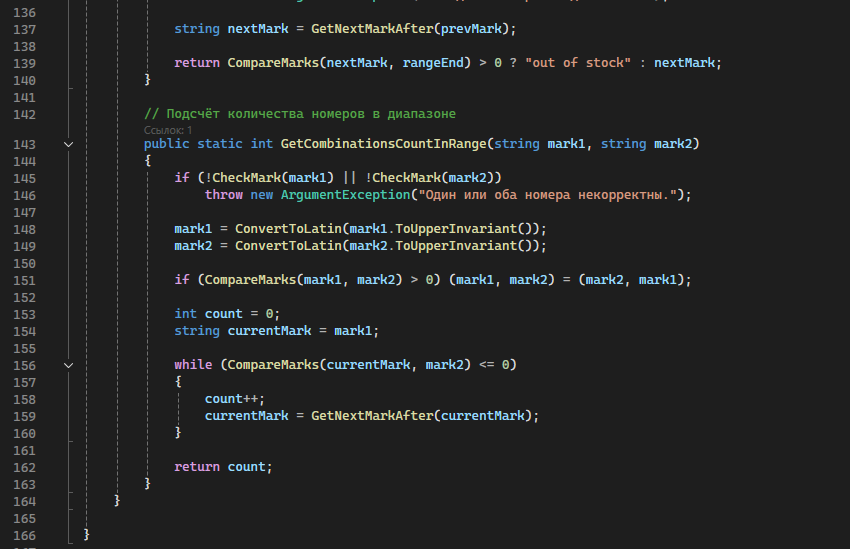 136
137 string nextMark = GetNextMarkAfter(prevMark);
138
139 return CompareMarks(nextMark, rangeEnd) > 0 ? "out of stock" : nextMark;
140 }
141
142 // Подсчёт количества номеров в диапазоне
Ссылок: 1
143 public static int GetCombinationsCountInRange(string mark1, string mark2)
144 {
145 if (!CheckMark(mark1) || !CheckMark(mark2))
146 throw new ArgumentException("Один или оба номера некорректны.");
147
148 mark1 = ConvertToLatin(mark1.ToUpperInvariant());
149 mark2 = ConvertToLatin(mark2.ToUpperInvariant());
150
151 if (CompareMarks(mark1, mark2) > 0) (mark1, mark2) = (mark2, mark1);
152
153 int count = 0;
154 string currentMark = mark1;
155
156 while (CompareMarks(currentMark, mark2) <= 0)
157 {
158 count++;
159 currentMark = GetNextMarkAfter(currentMark);
160 }
161
162 return count;
163 }
164 }
165
166 }